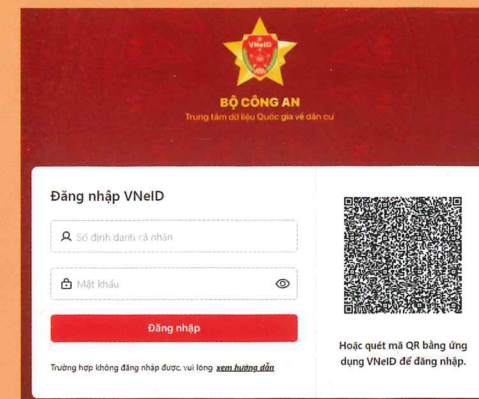 VNeID
BỘ CÔNG AN
Trung tâm dữ liệu Quốc gia về dân cư
Đăng nhập VNeID
Số định danh cá nhân
Mật khẩu
Đăng nhập
Trường hợp không đăng nhập được, vui lòng xem hướng dẫn
Hoặc quét mã QR bằng ứng
dụng VNeID để đăng nhập.